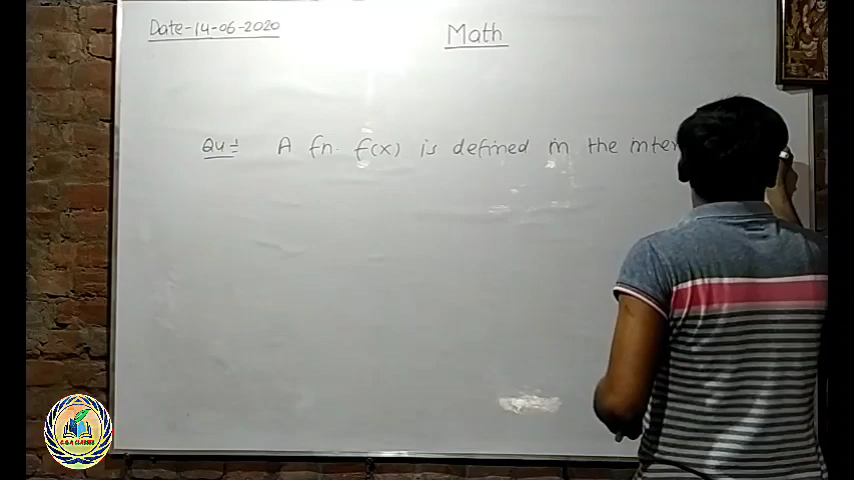 Date-14-06-2020
Math
Qu:- A fn. f(x) is defined in the inter